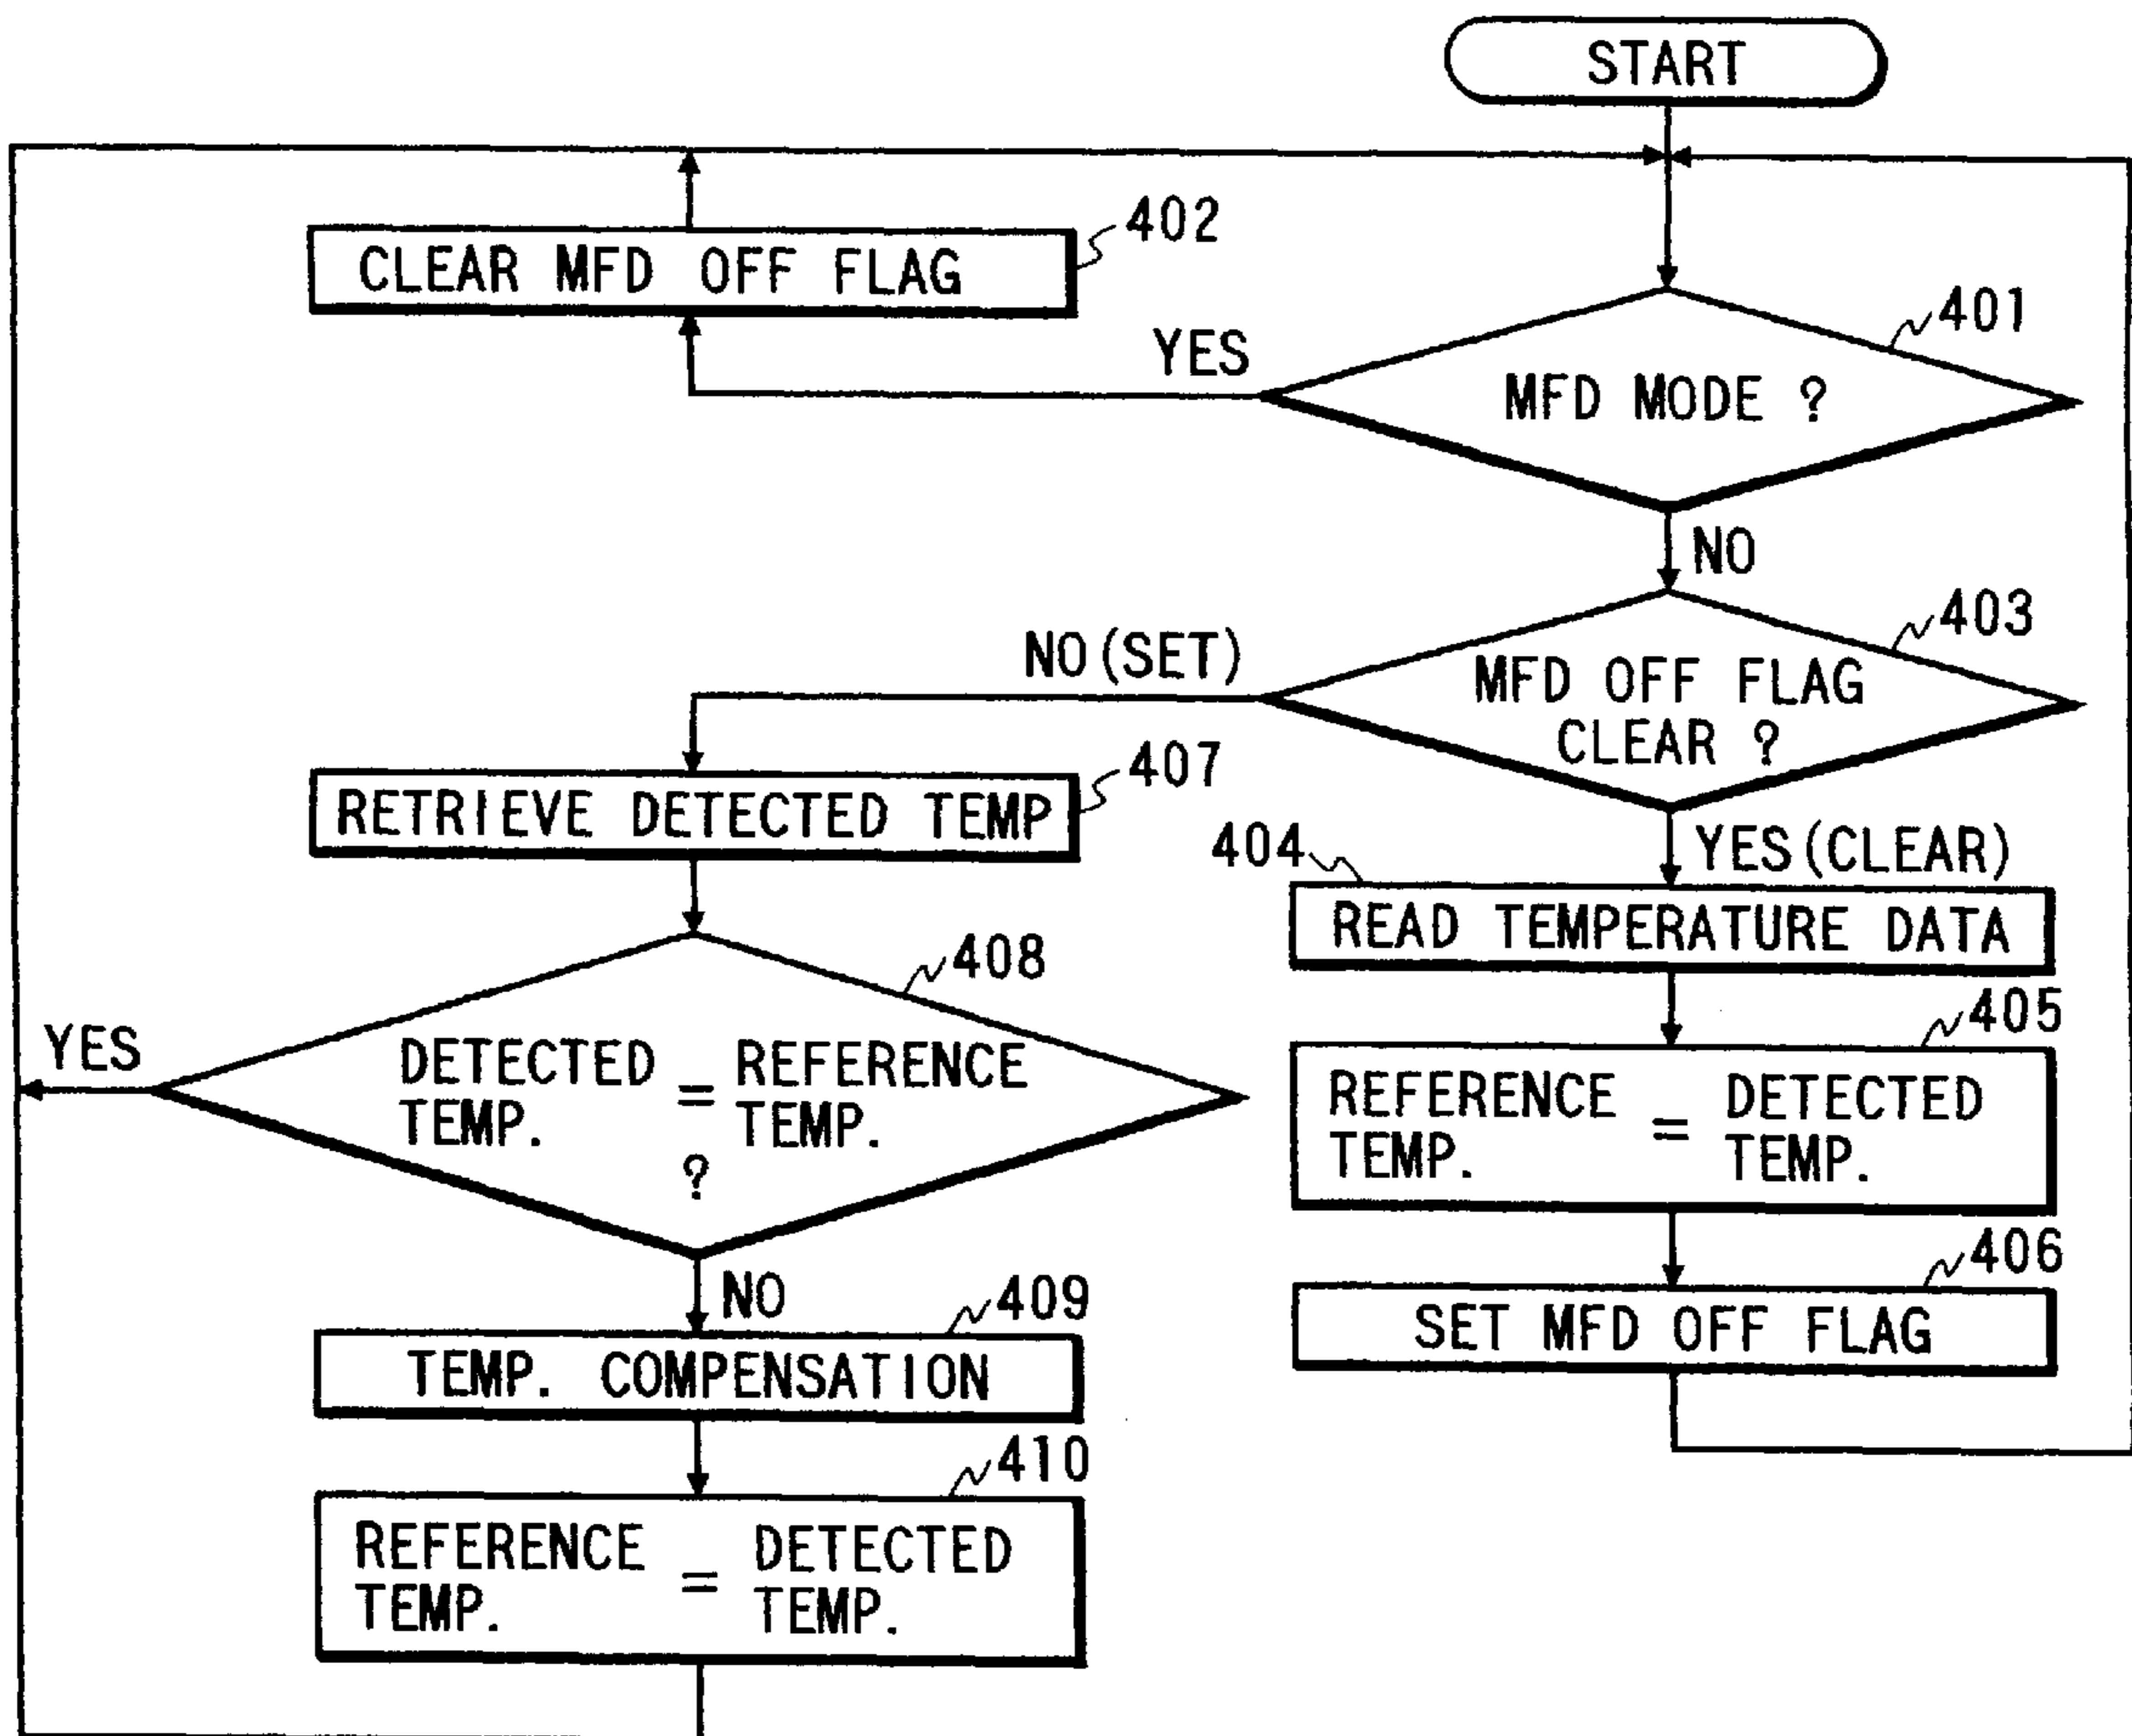 START
402
CLEAR MFD OFF FLAG
401
YES
MFD MODE ?
NO
403
NO(SET)
MFD OFF FLAG
CLEAR ?
407
RETRIEVE DETECTED TEMP
404
YES(CLEAR)
READ TEMPERATURE DATA
408
405
YES
DETECTED TEMP. = REFERENCE TEMP.
?
REFERENCE TEMP. = DETECTED TEMP.
406
NO
409
SET MFD OFF FLAG
TEMP. COMPENSATION
410
REFERENCE TEMP. = DETECTED TEMP.